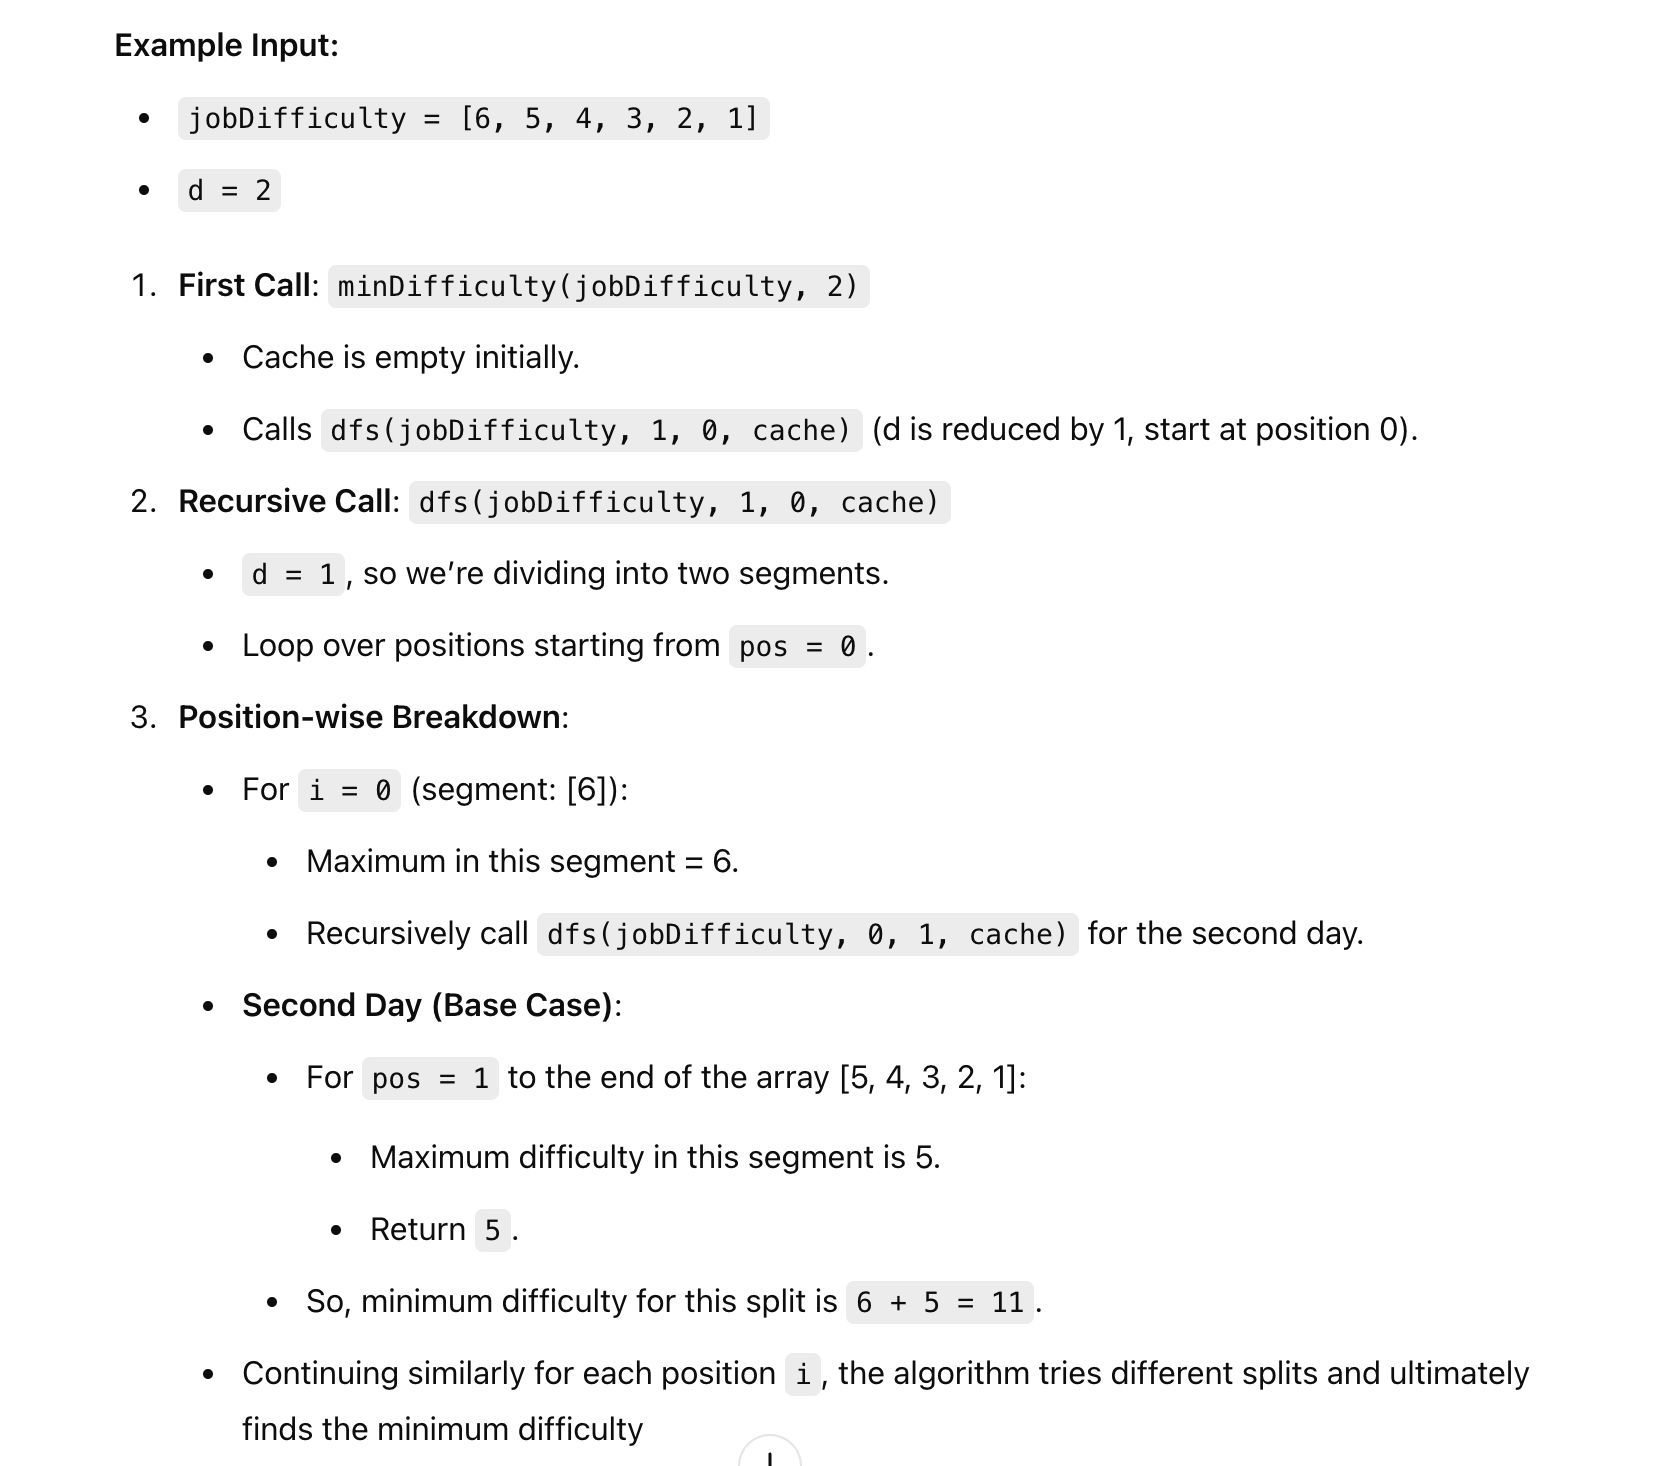 Example Input:
• jobDifficulty = [6, 5, 4, 3, 2, 1]
• d = 2
1. First Call: minDifficulty(jobDifficulty, 2)
• Cache is empty initially.
• Calls dfs(jobDifficulty, 1, 0, cache) (d is reduced by 1, start at position 0).
2. Recursive Call: dfs(jobDifficulty, 1, 0, cache)
• d = 1, so we’re dividing into two segments.
• Loop over positions starting from pos = 0.
3. Position-wise Breakdown:
• For i = 0 (segment: [6]):
• Maximum in this segment = 6.
• Recursively call dfs(jobDifficulty, 0, 1, cache) for the second day.
• Second Day (Base Case):
• For pos = 1 to the end of the array [5, 4, 3, 2, 1]:
• Maximum difficulty in this segment is 5.
• Return 5.
• So, minimum difficulty for this split is 6 + 5 = 11.
• Continuing similarly for each position i, the algorithm tries different splits and ultimately
finds the minimum difficulty